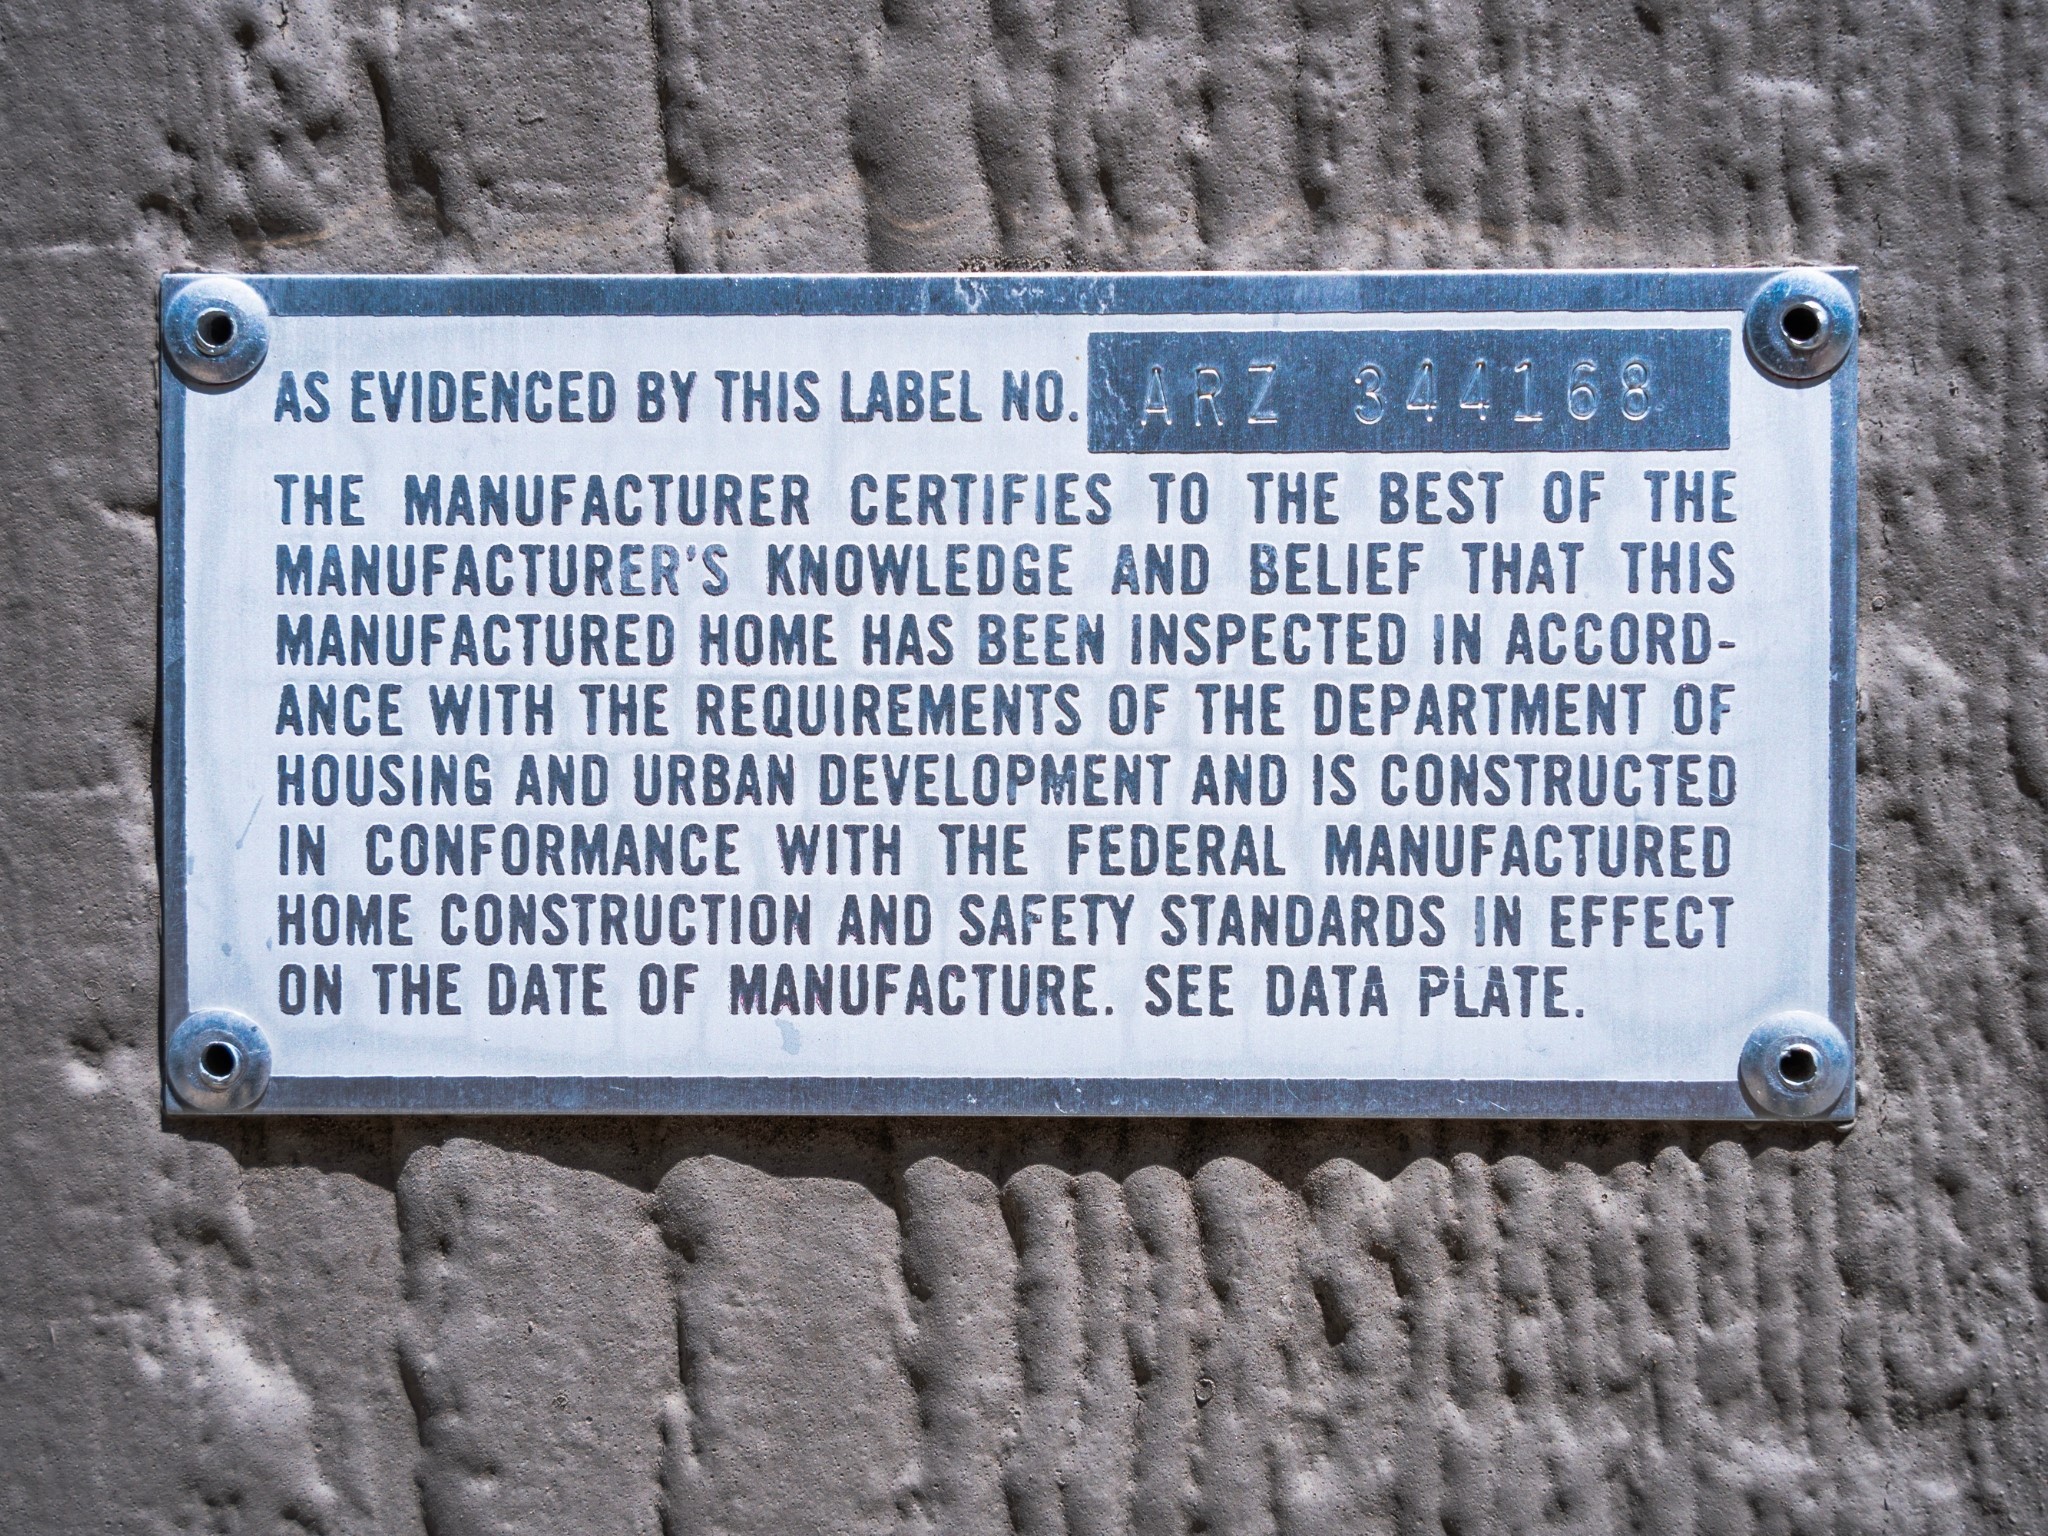 AS EVIDENCED BY THIS LABEL NO. ARZ 344168
THE MANUFACTURER CERTIFIES TO THE BEST OF THE
MANUFACTURER'S KNOWLEDGE AND BELIEF THAT THIS
MANUFACTURED HOME HAS BEEN INSPECTED IN ACCORD-
ANCE WITH THE REQUIREMENTS OF THE DEPARTMENT OF
HOUSING AND URBAN DEVELOPMENT AND IS CONSTRUCTED
IN CONFORMANCE WITH THE FEDERAL MANUFACTURED
HOME CONSTRUCTION AND SAFETY STANDARDS IN EFFECT
ON THE DATE OF MANUFACTURE. SEE DATA PLATE.